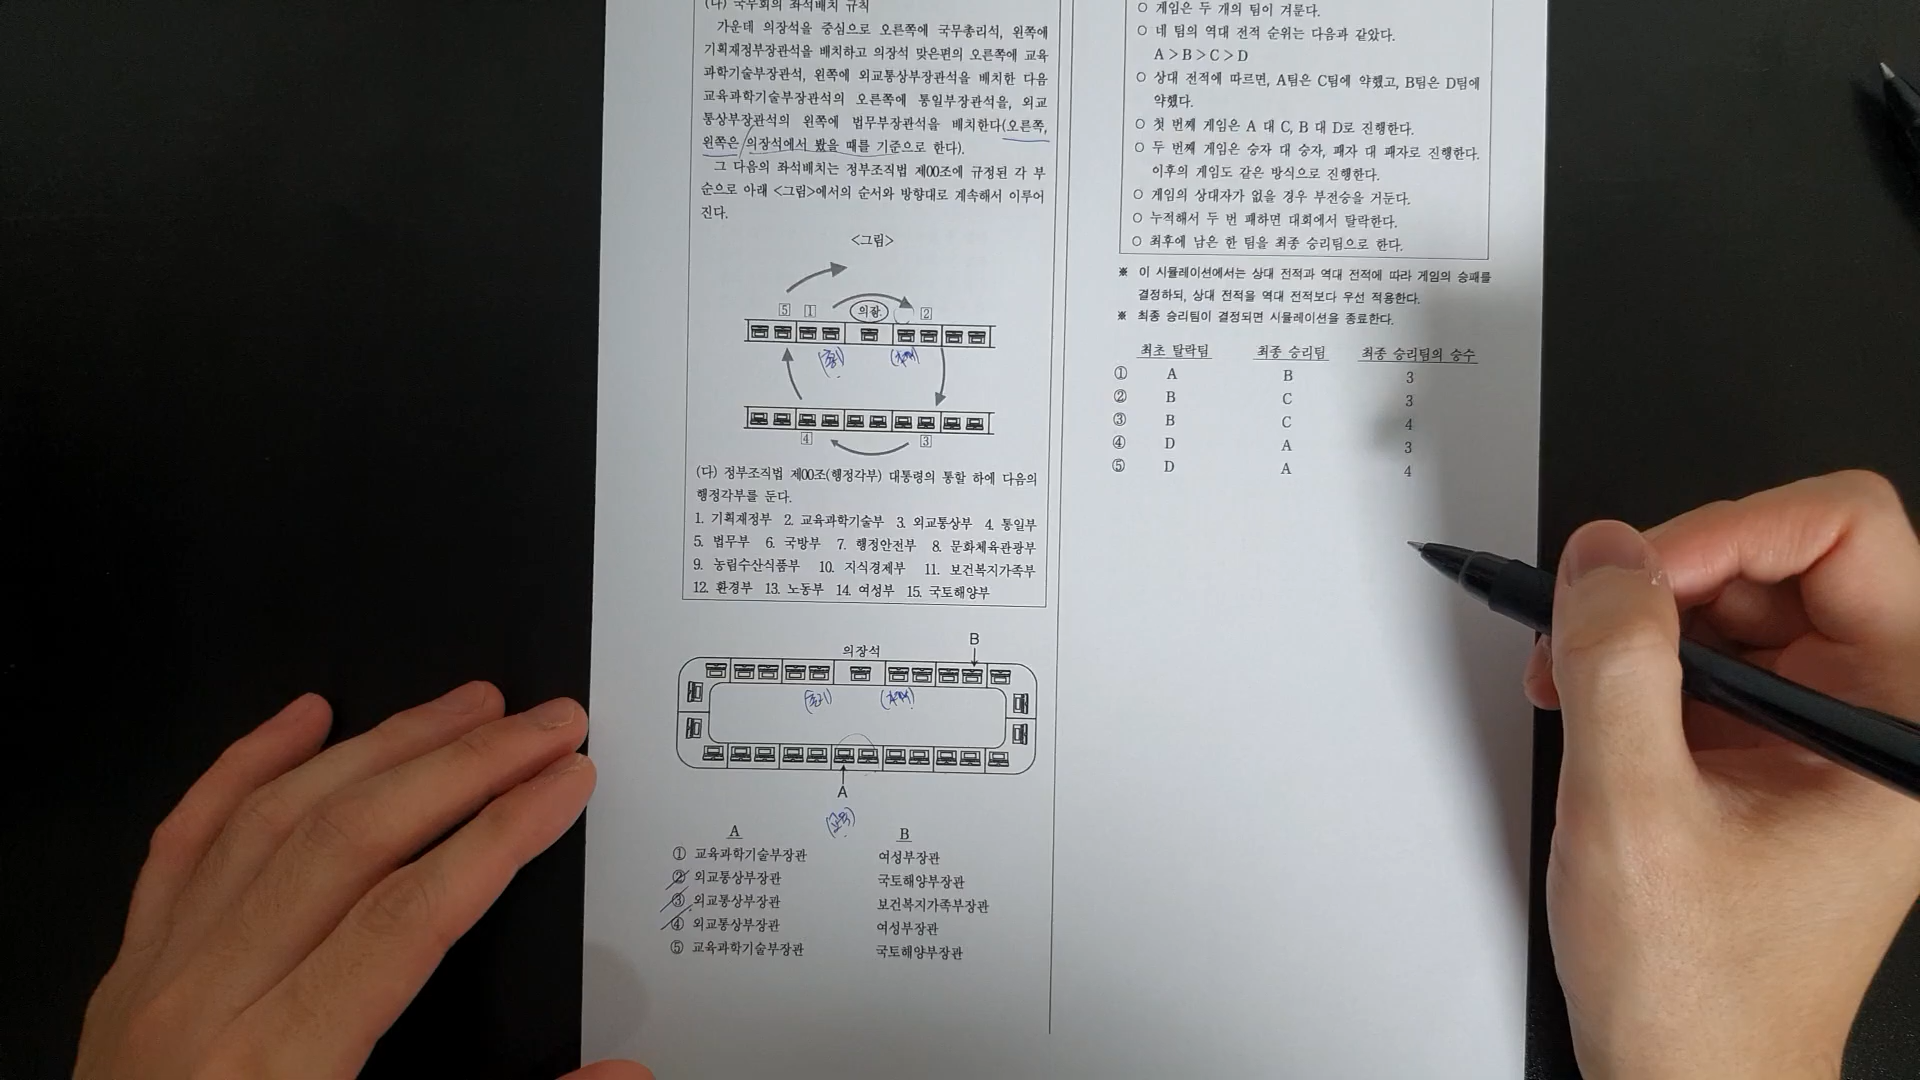 (나) 국무회의 좌석배치 규칙
가운데 의장석을 중심으로 오른쪽에 국무총리석, 왼쪽에
기획재정부장관석을 배치하고 의장석 맞은편의 오른쪽에 교육
과학기술부장관석, 왼쪽에 외교통상부장관석을 배치한 다음
교육과학기술부장관석의 오른쪽에 통일부장관석을, 외교
통상부장관석의 왼쪽에 법무부장관석을 배치한다(오른쪽,
왼쪽은 의장석에서 봤을 때를 기준으로 한다).
그 다음의 좌석배치는 정부조직법 제00조에 규정된 각 부
순으로 아래 <그림>에서의 순서와 방향대로 계속해서 이루어
진다.
<그림>
5 1 의장 2
(총리)
4 3
(다) 정부조직법 제00조(행정각부) 대통령의 통할 하에 다음의
행정각부를 둔다.
1. 기획재정부 2. 교육과학기술부 3. 외교통상부 4. 통일부
5. 법무부 6. 국방부 7. 행정안전부 8. 문화체육관광부
9. 농림수산식품부 10. 지식경제부 11. 보건복지가족부
12. 환경부 13. 노동부 14. 여성부 15. 국토해양부
B
의장석
(총리)
A
(교육)
A B
① 교육과학기술부장관 여성부장관
② 외교통상부장관 국토해양부장관
③ 외교통상부장관 보건복지가족부장관
④ 외교통상부장관 여성부장관
⑤ 교육과학기술부장관 국토해양부장관
○ 게임은 두 개의 팀이 겨룬다.
○ 네 팀의 역대 전적 순위는 다음과 같았다.
A > B > C > D
○ 상대 전적에 따르면, A팀은 C팀에 약했고, B팀은 D팀에
약했다.
○ 첫 번째 게임은 A 대 C, B 대 D로 진행한다.
○ 두 번째 게임은 승자 대 승자, 패자 대 패자로 진행한다.
이후의 게임도 같은 방식으로 진행한다.
○ 게임의 상대자가 없을 경우 부전승을 거둔다.
○ 누적해서 두 번 패하면 대회에서 탈락한다.
○ 최후에 남은 한 팀을 최종 승리팀으로 한다.
※ 이 시뮬레이션에서는 상대 전적과 역대 전적에 따라 게임의 승패를
결정하되, 상대 전적을 역대 전적보다 우선 적용한다.
※ 최종 승리팀이 결정되면 시뮬레이션을 종료한다.
최초 탈락팀 최종 승리팀 최종 승리팀의 승수
① A B 3
② B C 3
③ B C 4
④ D A 3
⑤ D A 4